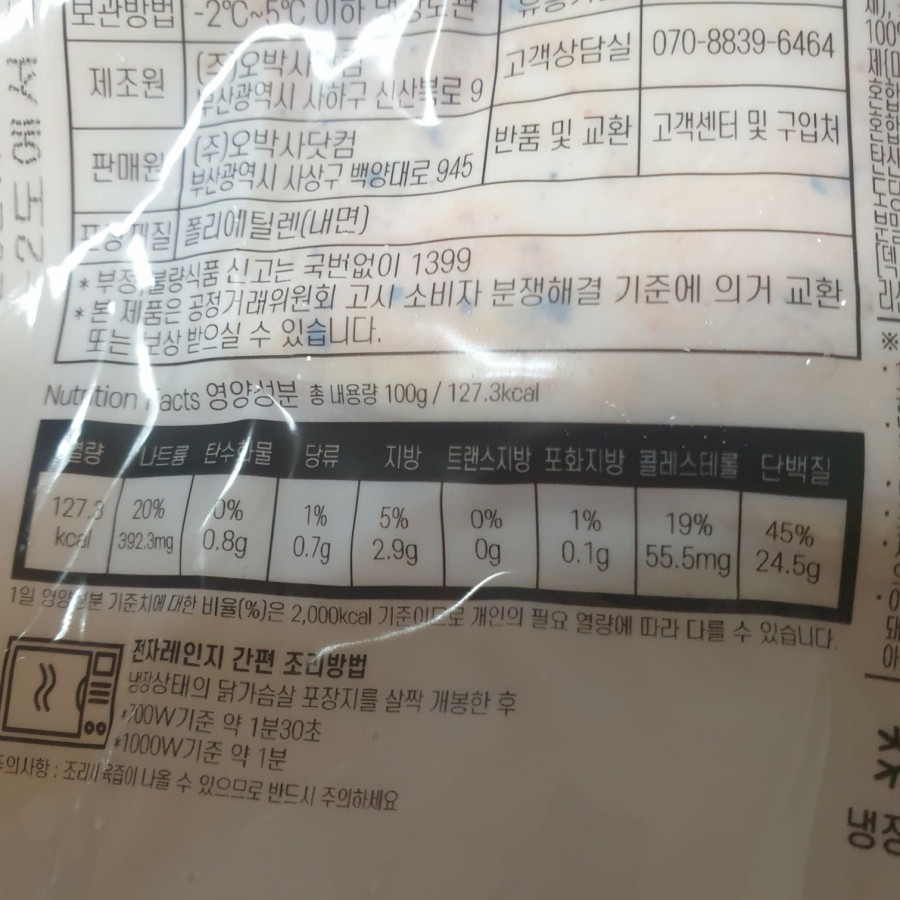 보관방법 -2℃~5℃ 이하 냉장보관
제조원 (주)오박사닷컴
부산광역시 사하구 신산북로 9
고객상담실 070-8839-6464
판매원 (주)오박사닷컴
부산광역시 사상구 백양대로 945
반품 및 교환 고객센터 및 구입처
포장재질 폴리에틸렌(내면)
* 부정,불량식품 신고는 국번없이 1399
* 본 제품은 공정거래위원회 고시 소비자 분쟁해결 기준에 의거 교환
또는 보상 받으실 수 있습니다.
Nutrition Facts 영양성분 총 내용량 100g / 127.3kcal
열량 나트륨 탄수화물 당류 지방 트랜스지방 포화지방 콜레스테롤 단백질
127.3 20% 0% 1% 5% 0% 1% 19% 45%
kcal 392.3mg 0.8g 0.7g 2.9g 0g 0.1g 55.5mg 24.5g
1일 영양성분 기준치에 대한 비율(%)은 2,000kcal 기준이므로 개인의 필요 열량에 따라 다를 수 있습니다.
전자레인지 간편 조리방법
냉장상태의 닭가슴살 포장지를 살짝 개봉한 후
*700W기준 약 1분30초
*1000W기준 약 1분
주의사항 : 조리시 육즙이 나올 수 있으므로 반드시 주의하세요